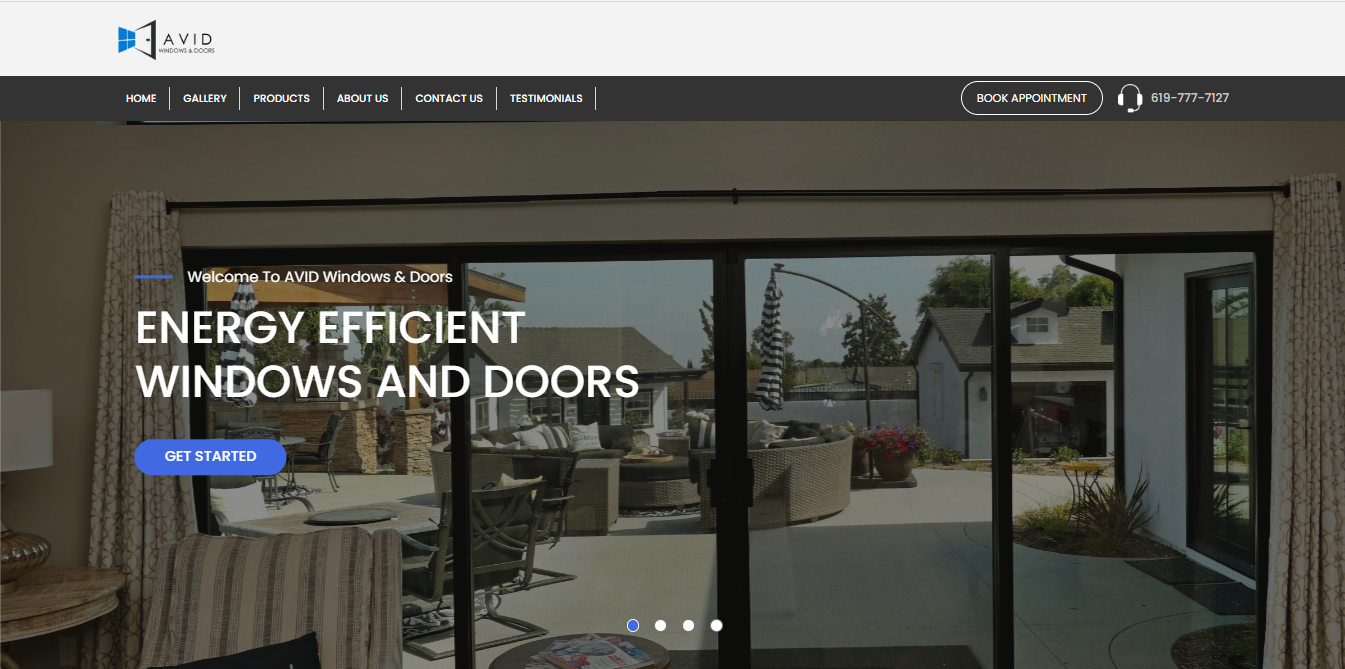 AVID
WINDOWS & DOORS
HOME
GALLERY
PRODUCTS
ABOUT US
CONTACT US
TESTIMONIALS
BOOK APPOINTMENT
619-777-7127
Welcome To AVID Windows & Doors
ENERGY EFFICIENT
WINDOWS AND DOORS
GET STARTED